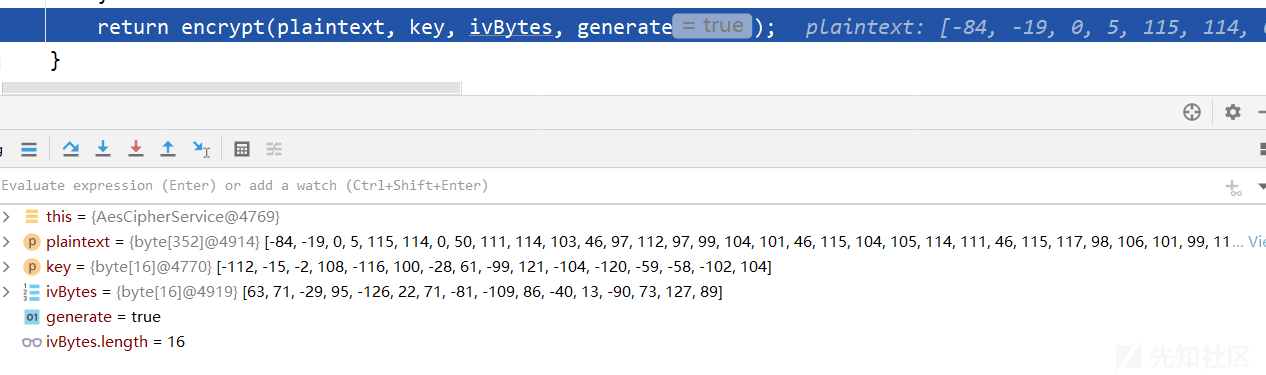 return encrypt(plaintext, key, ivBytes, generate = true ); plaintext: [-84, -19, 0, 5, 115, 114,
}
Evaluate expression (Enter) or add a watch (Ctrl+Shift+Enter)
this = {AesCipherService@4769}
p plaintext = {byte[352]@4914} [-84, -19, 0, 5, 115, 114, 0, 50, 111, 114, 103, 46, 97, 112, 97, 99, 104, 101, 46, 115, 104, 105, 114, 111, 46, 115, 117, 98, 106, 101, 99, 11... Vie
p key = {byte[16]@4770} [-112, -15, -2, 108, -116, 100, -28, 61, -99, 121, -104, -120, -59, -58, -102, 104]
ivBytes = {byte[16]@4919} [63, 71, -29, 95, -126, 22, 71, -81, -109, 86, -40, 13, -90, 73, 127, 89]
01 generate = true
ivBytes.length = 16
先知社区